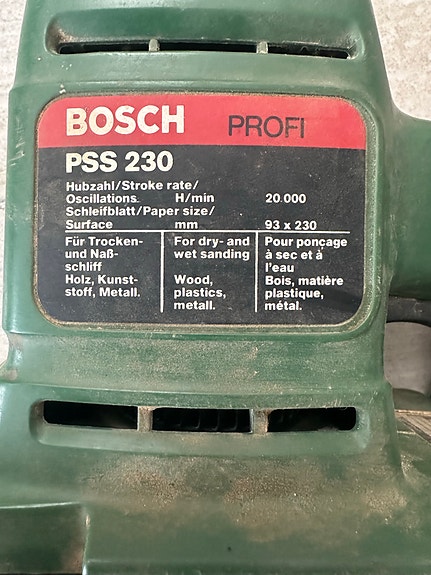 BOSCH PROFI
PSS 230
Hubzahl/Stroke rate/
Oscillations H/min 20.000
Schleifblatt/Paper size/
Surface mm 93 x 230
Für Trocken-
und Naß-
schliff
Holz, Kunst-
stoff, Metall.
For dry- and
wet sanding
Wood,
plastics,
metall.
Pour ponçage
à sec et à
l'eau
Bois, matière
plastique,
métal.